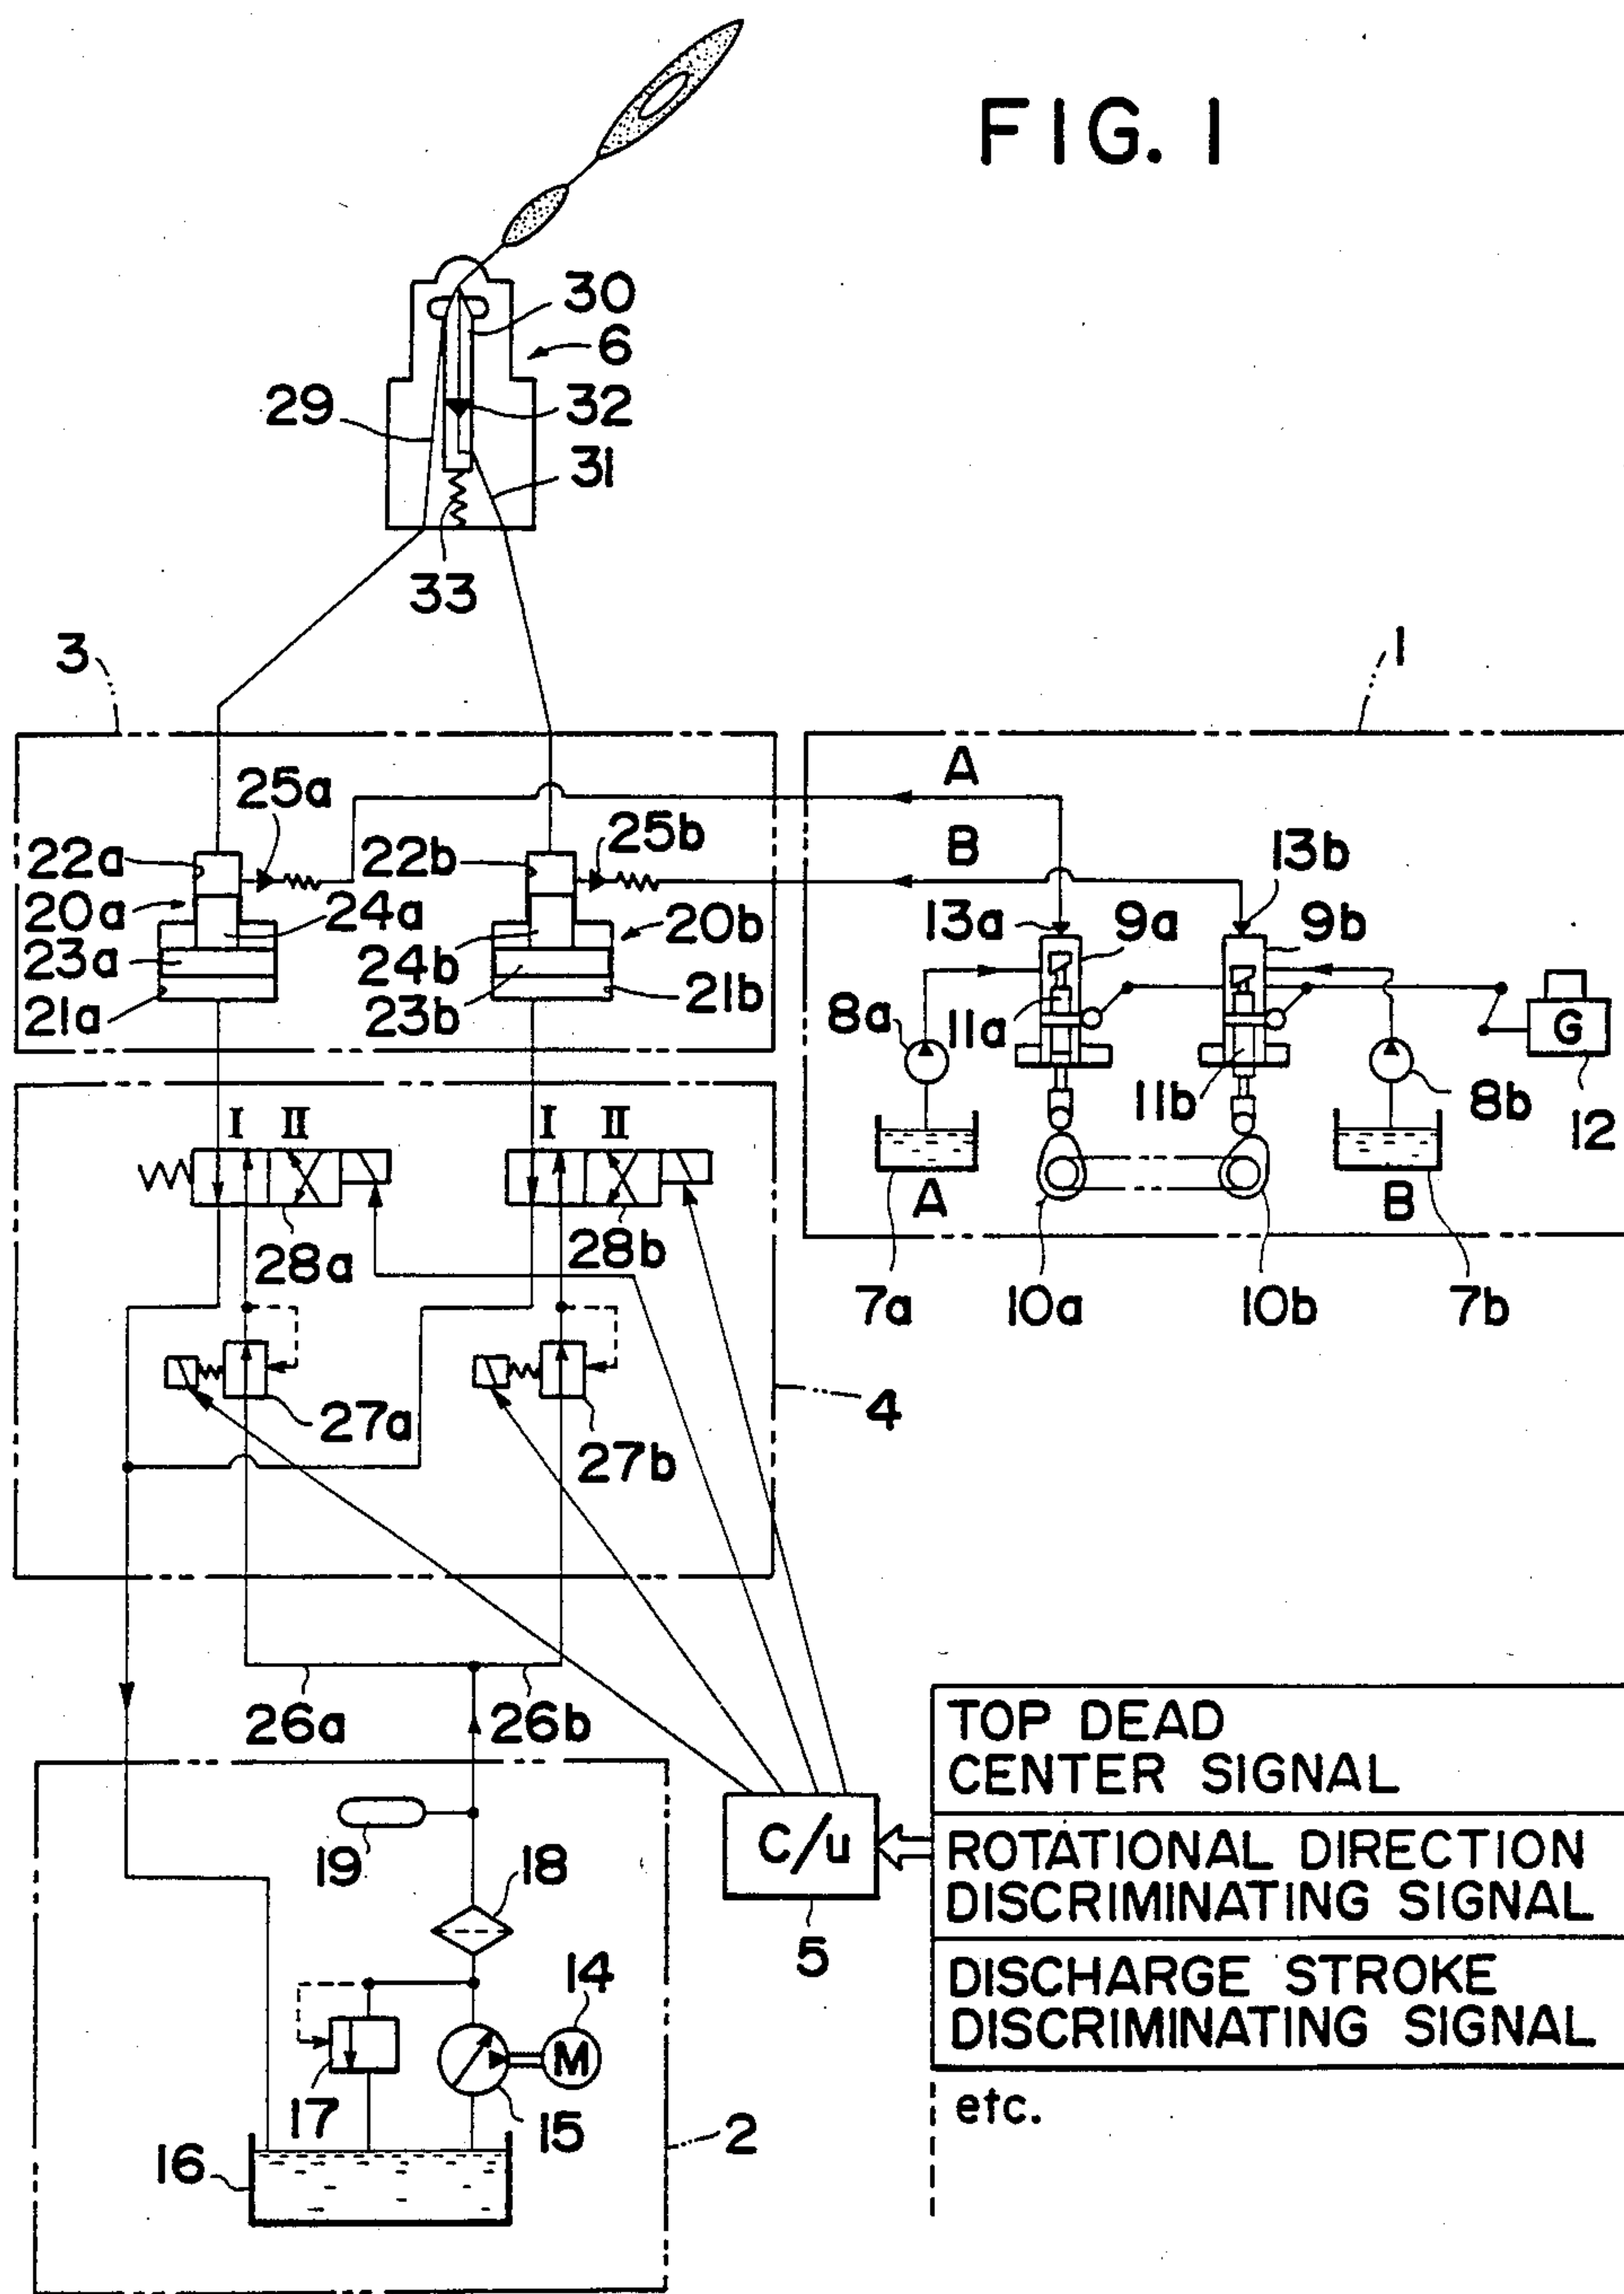 FIG. 1
30
6
29
32
31
33
3
1
A
25a
25b
B
22a
22b
13b
20a
24a
20b
13a
9a
9b
23a
24b
21a
23b
21b
8a
11a
G
11b
8b
12
I II
I II
A
B
28a
28b
7a
10a
10b
7b
4
27a
27b
26a
26b
TOP DEAD
CENTER SIGNAL
C/u
19
18
ROTATIONAL DIRECTION
DISCRIMINATING SIGNAL
5
14
DISCHARGE STROKE
DISCRIMINATING SIGNAL
M
17
15
etc.
2
16